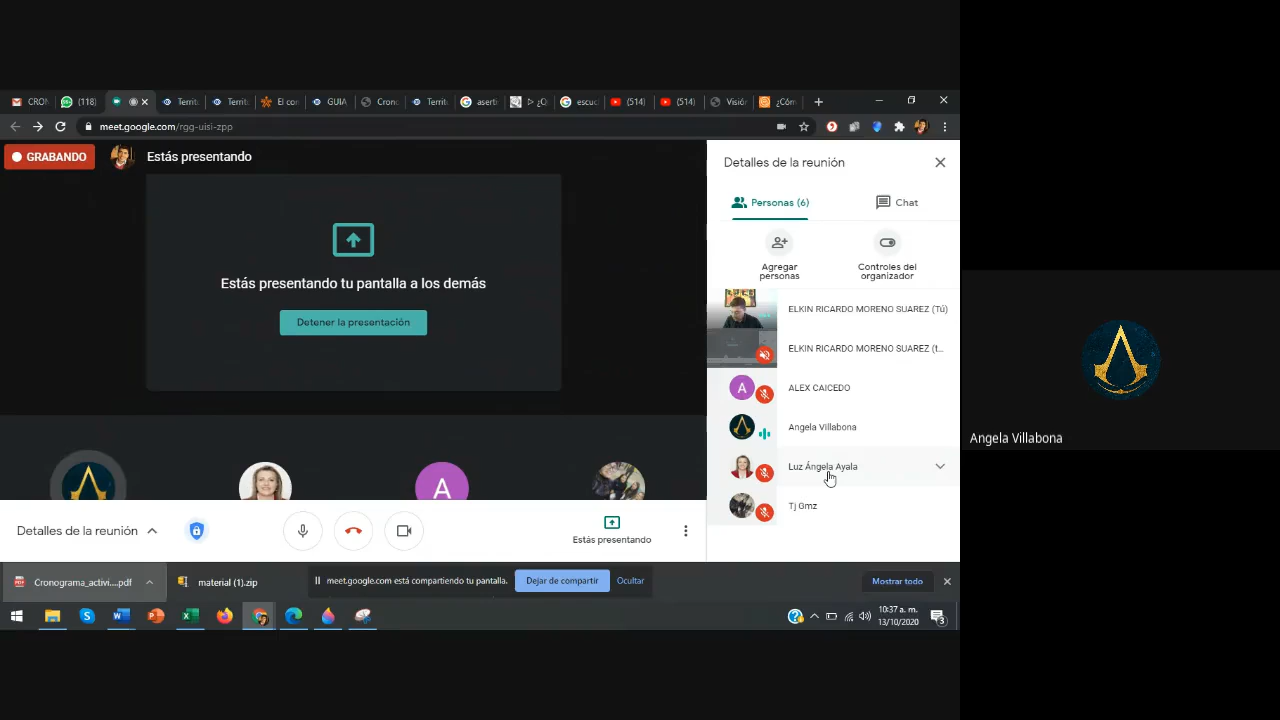 CRON
(118)
Territ
Territ
El con
GUIA
Crono
Territ
asert
▷ ¿Q
escuc
(514)
(514)
Visión
¿Cóm
meet.google.com/rgg-uisi-zpp
GRABANDO
Estás presentando
Estás presentando tu pantalla a los demás
Detener la presentación
Detalles de la reunión
Personas (6)
Chat
Agregar
personas
Controles del
organizador
ELKIN RICARDO MORENO SUAREZ (Tú)
ELKIN RICARDO MORENO SUAREZ (t...
A
ALEX CAICEDO
Angela Villabona
Luz Ángela Ayala
Tj Gmz
A
Detalles de la reunión
Estás presentando
Cronograma_activi....pdf
material (1).zip
meet.google.com está compartiendo tu pantalla.
Dejar de compartir
Ocultar
Mostrar todo
10:37 a. m.
13/10/2020
3
Angela Villabona